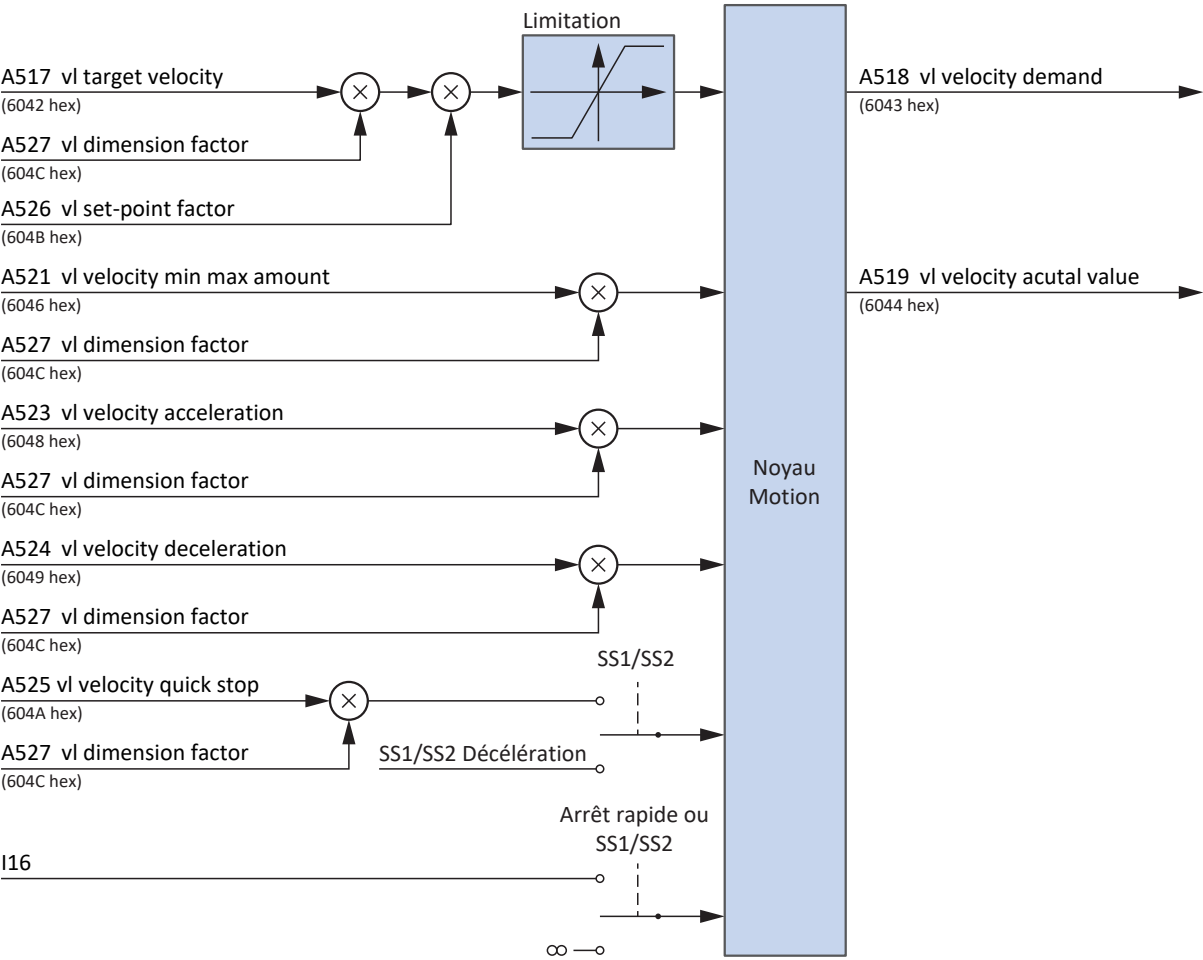 Limitation
A517 vl target velocity
(6042 hex)
A518 vl velocity demand
(6043 hex)
A527 vl dimension factor
(604C hex)
A526 vl set-point factor
(604B hex)
A521 vl velocity min max amount
(6046 hex)
A519 vl velocity acutal value
(6044 hex)
A527 vl dimension factor
(604C hex)
A523 vl velocity acceleration
(6048 hex)
A527 vl dimension factor
(604C hex)
Noyau
Motion
A524 vl velocity deceleration
(6049 hex)
A527 vl dimension factor
(604C hex)
SS1/SS2
A525 vl velocity quick stop
(604A hex)
A527 vl dimension factor
(604C hex)
SS1/SS2 Décélération
Arrêt rapide ou
SS1/SS2
I16
∞